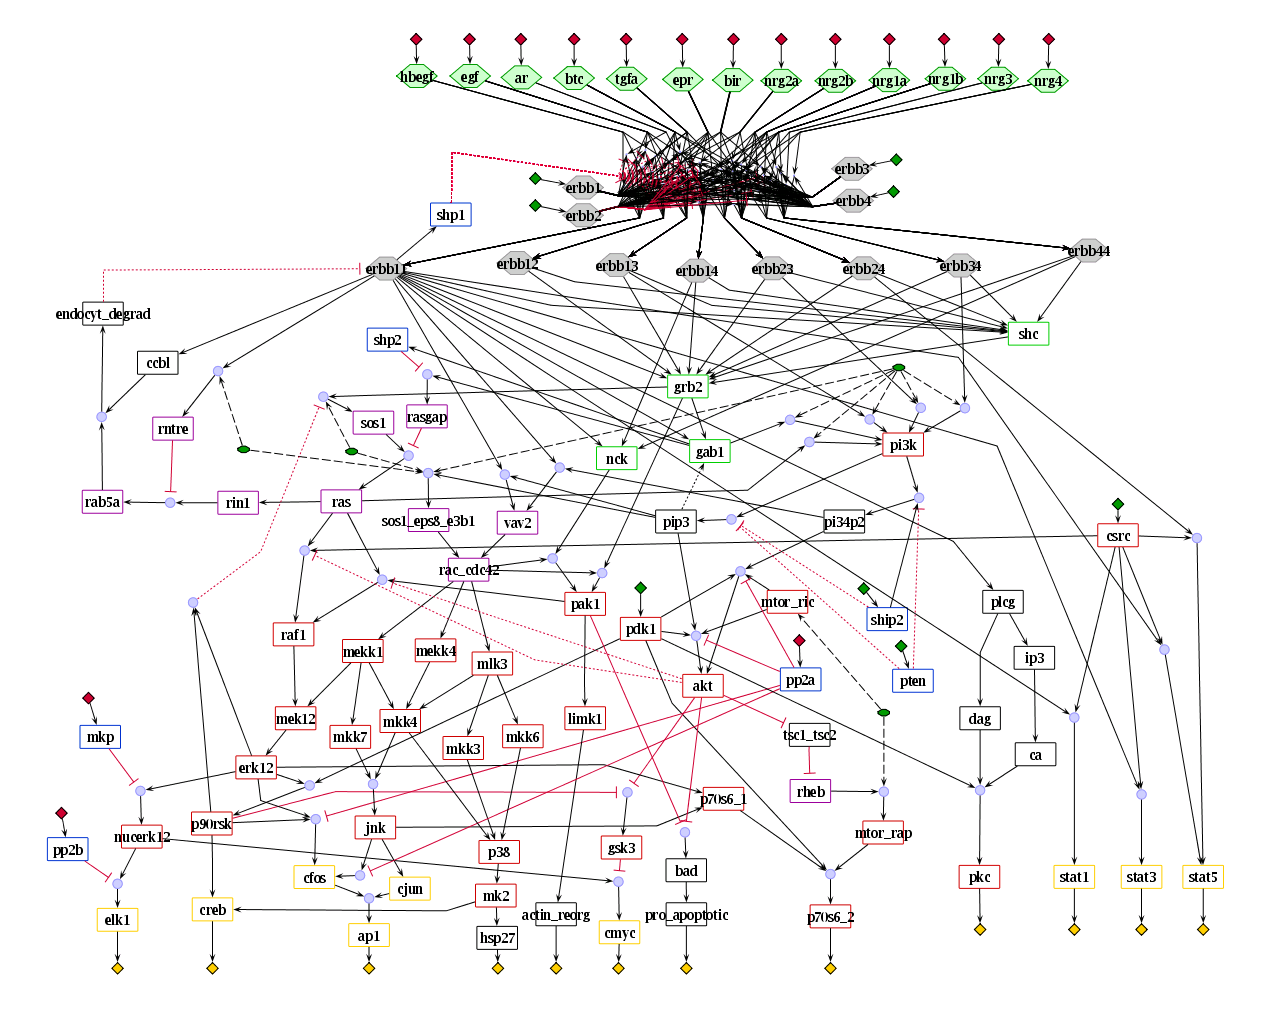 hbegf egf ar btc tgfa epr bir nrg2a nrg2b nrg1a nrg1b nrg3 nrg4
erbb3
erbb1
erbb4
erbb2
shp1
erbb11 erbb12 erbb13 erbb14 erbb23 erbb24 erbb34 erbb44
endocyt_degrad
shc
shp2
ccbl
grb2
rntre sos1 rasgap
pi3k
nck gab1
rab5a rin1 ras
sos1_eps8_e3b1 vav2 pip3 pi34p2
csrc
rac_cdc42
pak1 mtor_ric plcg
ship2
raf1 pdk1
mekk1 mekk4 ip3
mlk3
akt pp2a pten
mek12 mkk4 limk1 dag
mkp mkk7 mkk3 mkk6 tsc1_tsc2
ca
erk12
rheb p70s6_1
p90rsk jnk
nucerk12 mtor_rap
pp2b p38 gsk3
bad
cfos cjun pkc stat1 stat3 stat5
mk2
creb actin_reorg pro_apoptotic p70s6_2
elk1
ap1 hsp27 cmyc